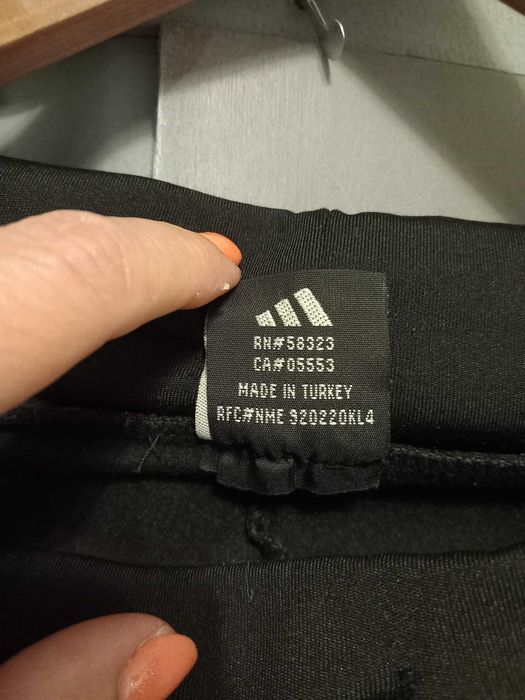 RN#58323
CA#05553
MADE IN TURKEY
RFC#NME 920220KL4